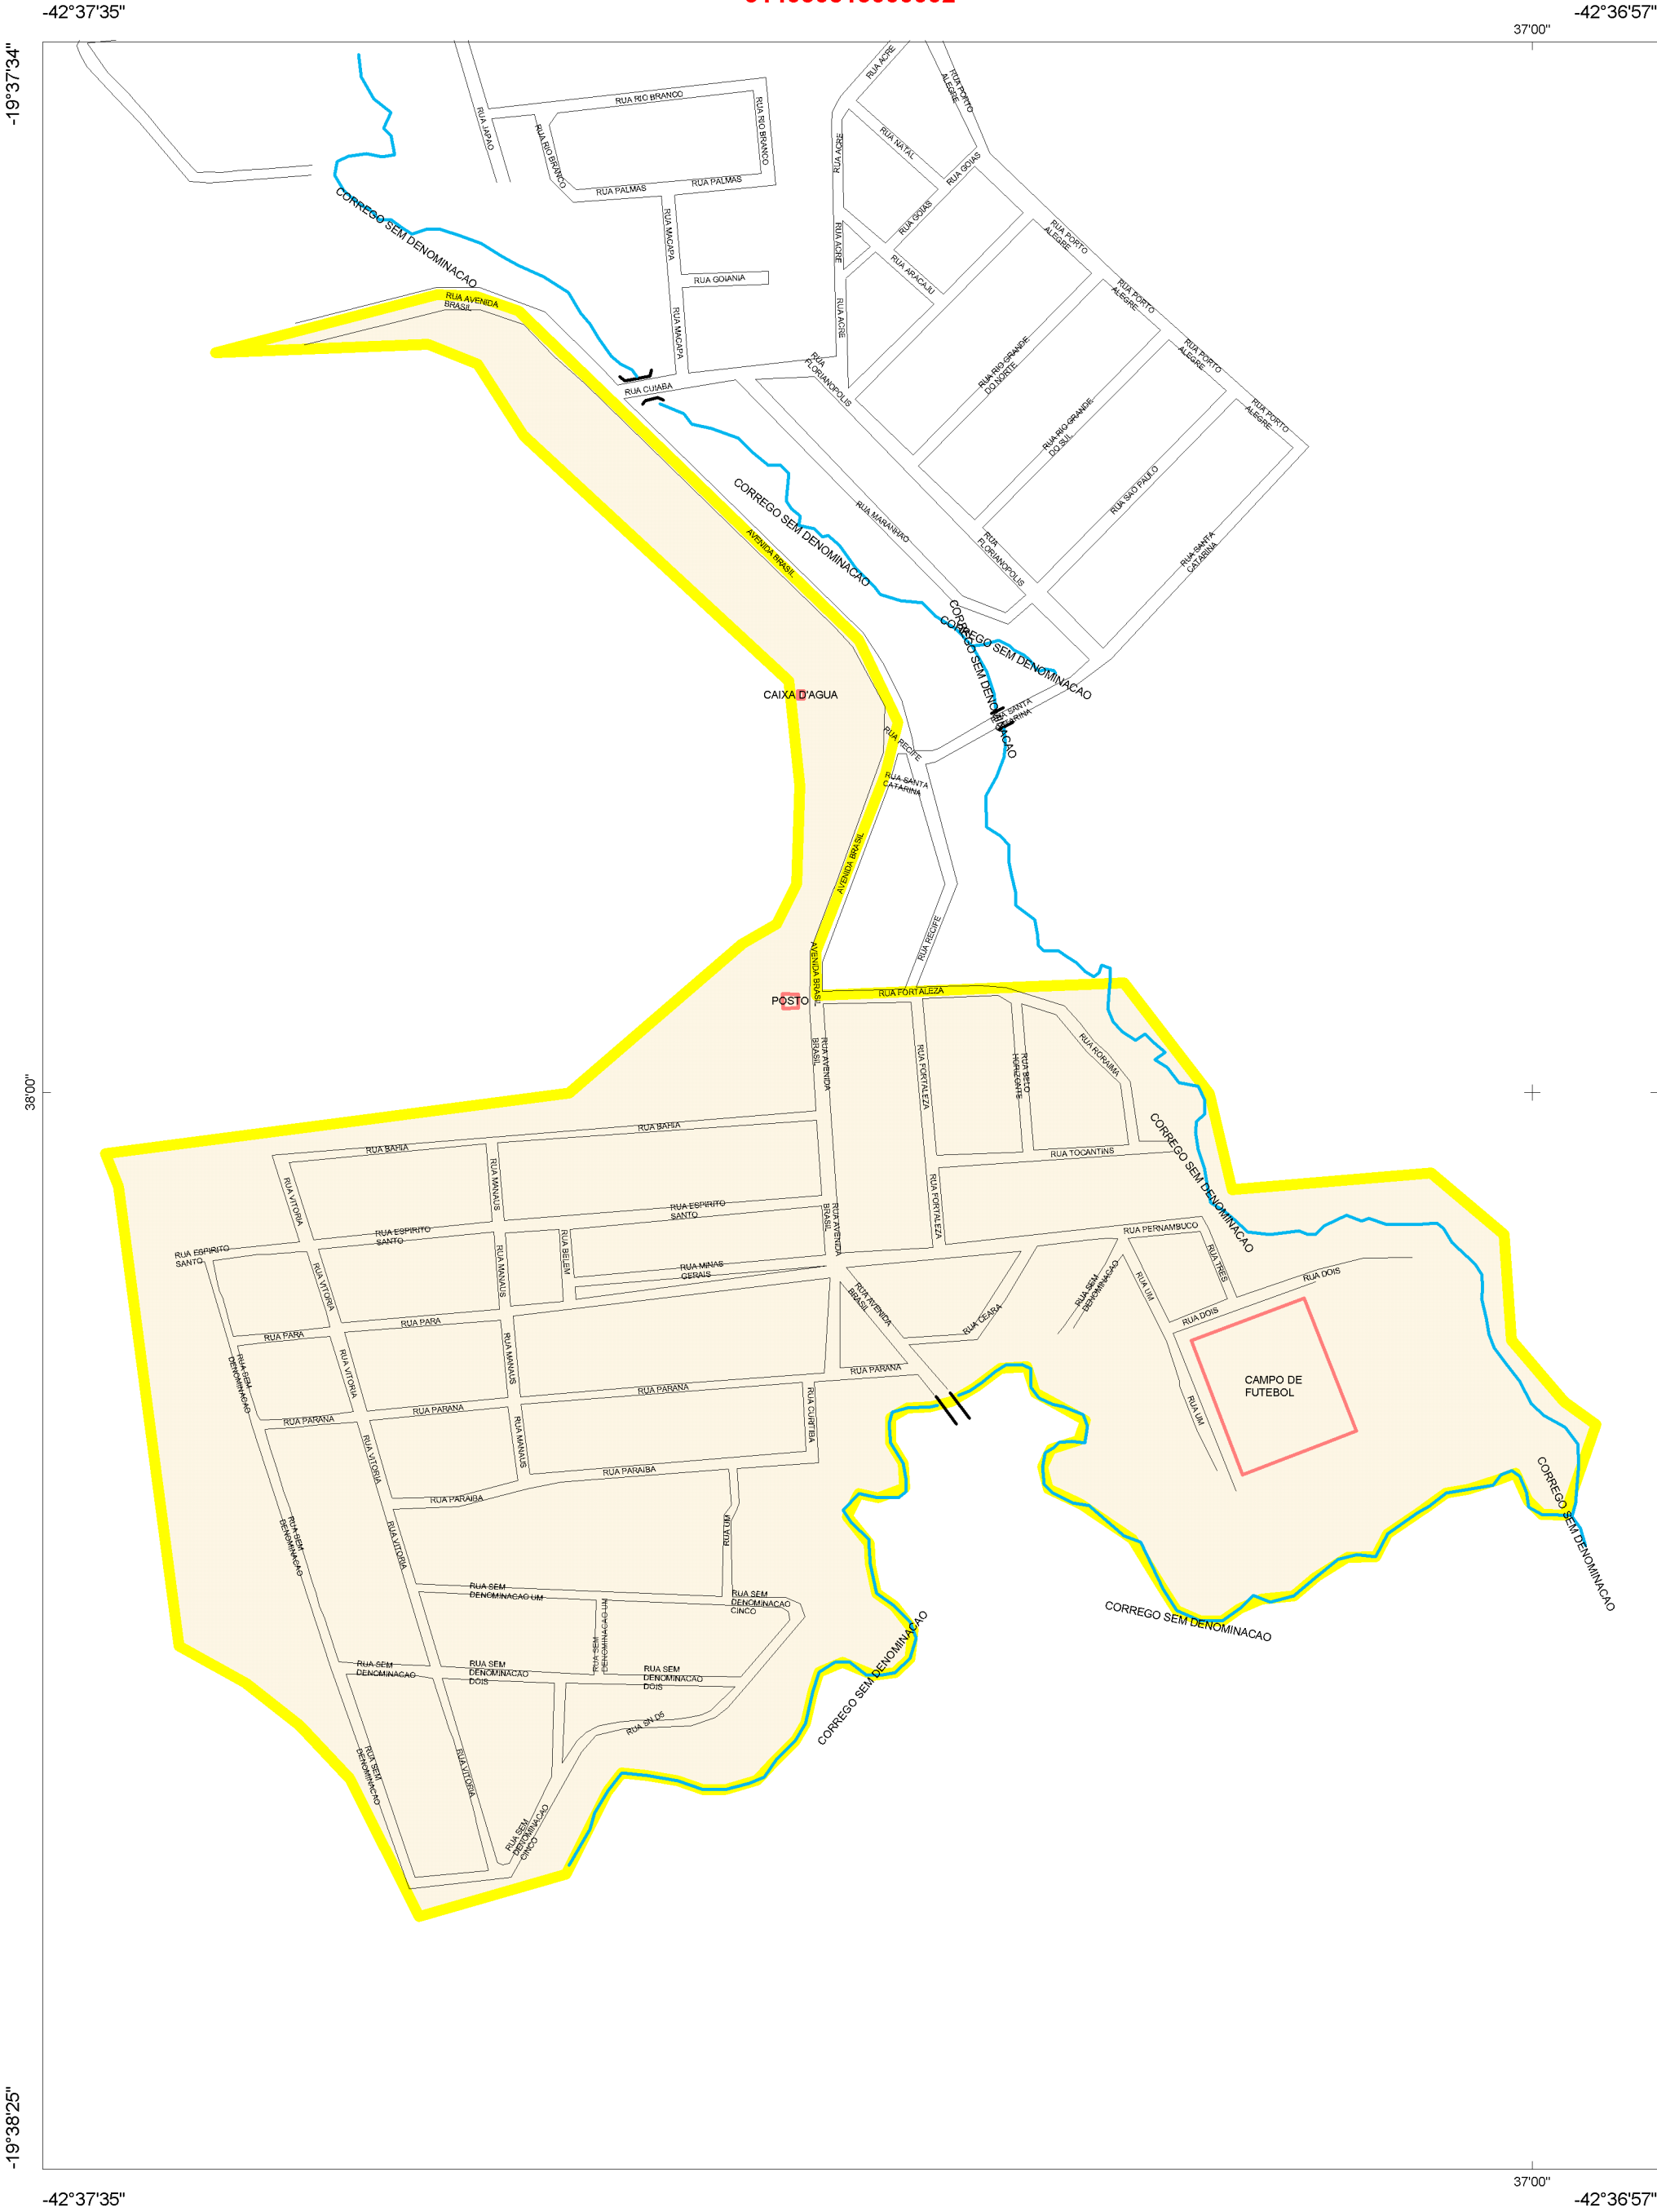 -42°37'35"
-42°36'57"
37'00"
-19°37'34"
RUA ACRE
RUA PORTO
ALEGRE
RUA RIO BRANCO
RUA RIO BRANCO
RUA JAPAO
RUA RIO BRANCO
RUA ACRE
RUA NATAL
RUA GOIAS
RUA PALMAS
RUA PALMAS
CORREGO SEM DENOMINACAO
RUA MACAPA
RUA ACRE
RUA GOIAS
RUA PORTO
ALEGRE
RUA ARACAJU
RUA GOIANIA
RUA PORTO
ALEGRE
RUA AVENIDA
BRASIL
RUA MACAPA
RUA ACRE
RUA PORTO
ALEGRE
RUA RIO GRANDE
DO NORTE
RUA
FLORIANOPOLIS
RUA CUIABA
RUA PORTO
ALEGRE
RUA RIO GRANDE
DO SUL
RUA SAO PAULO
CORREGO SEM DENOMINACAO
RUA MARANHAO
AVENIDA BRASIL
RUA
FLORIANOPOLIS
RUA SANTA
CATARINA
CORREGO SEM DENOMINACAO
CORREGO SEM DENOMINACAO
CAIXA D'AGUA
RUA SANTA
CATARINA
RUA RECIFE
RUA SANTA
CATARINA
AVENIDA BRASIL
RUA RECIFE
AVENIDA BRASIL
RUA FORTALEZA
POSTO
RUA AVENIDA
BRASIL
RUA FORTALEZA
RUA BELO
HORIZONTE
RUA RORAIMA
38'00"
RUA BAHIA
RUA BAHIA
RUA TOCANTINS
CORREGO SEM DENOMINACAO
RUA VITORIA
RUA MANAUS
RUA ESPIRITO
SANTO
RUA FORTALEZA
RUA AVENIDA
BRASIL
RUA ESPIRITO
SANTO
RUA ESPIRITO
SANTO
RUA BELEM
RUA PERNAMBUCO
RUA MANAUS
RUA MINAS
GERAIS
RUA TRES
RUA DOIS
RUA VITORIA
RUA SEM
DENOMINACAO
RUA UM
RUA AVENIDA
BRASIL
RUA CEARA
RUA DOIS
RUA PARA
RUA PARA
RUA MANAUS
RUA VITORIA
RUA SEM
DENOMINACAO
RUA PARANA
CAMPO DE
FUTEBOL
RUA PARANA
RUA PARANA
RUA PARANA
RUA CURITIBA
RUA UM
RUA MANAUS
RUA VITORIA
RUA PARAIBA
RUA PARAIBA
CORREGO SEM DENOMINACAO
RUA UM
RUA VITORIA
RUA SEM
DENOMINACAO
RUA SEM
DENOMINACAO UM
RUA SEM
DENOMINACAO
CINCO
RUA SEM
DENOMINACAO UM
CORREGO SEM DENOMINACAO
CORREGO SEM DENOMINACAO
RUA SEM
DENOMINACAO
RUA SEM
DENOMINACAO
DOIS
RUA SEM
DENOMINACAO
DOIS
RUA SN D5
RUA SEM
DENOMINACAO
RUA VITORIA
RUA SEM
DENOMINACAO
CINCO
-19°38'25"
37'00"
-42°37'35"
-42°36'57"